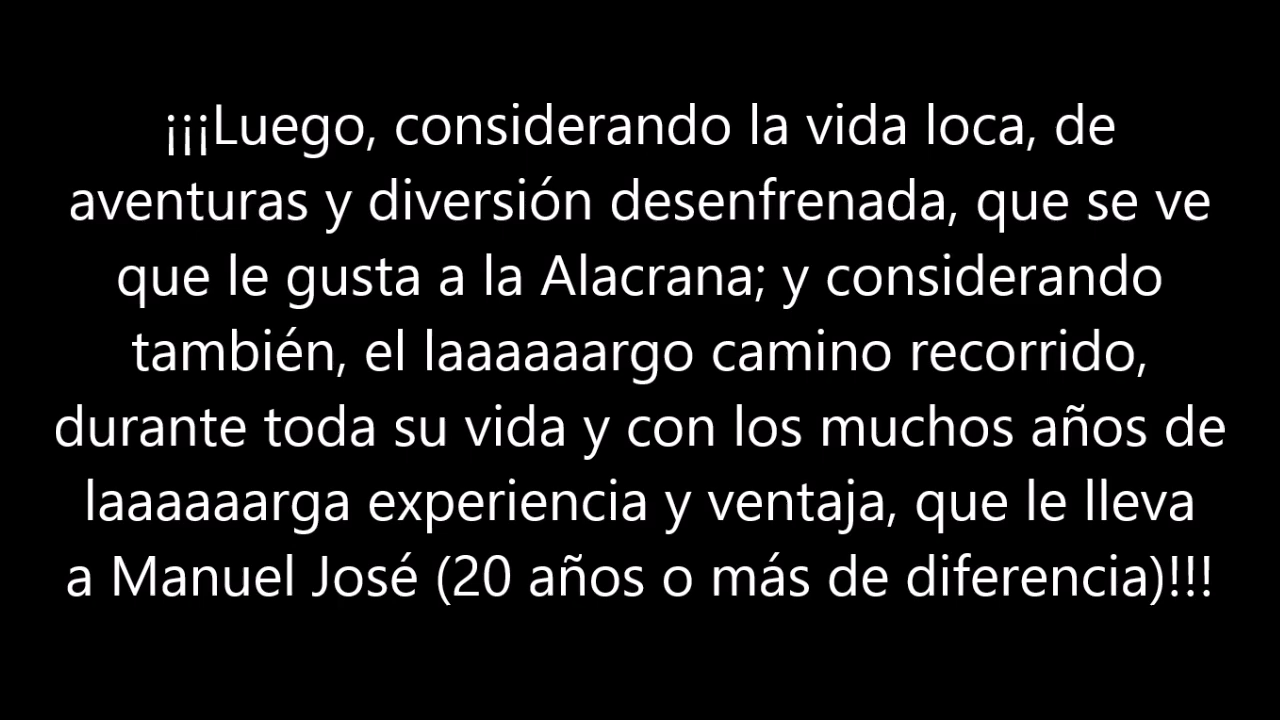 ¡¡¡Luego, considerando la vida loca, de
aventuras y diversión desenfrenada, que se ve
que le gusta a la Alacrana; y considerando
también, el laaaaaargo camino recorrido,
durante toda su vida y con los muchos años de
laaaaaarga experiencia y ventaja, que le lleva
a Manuel José (20 años o más de diferencia)!!!